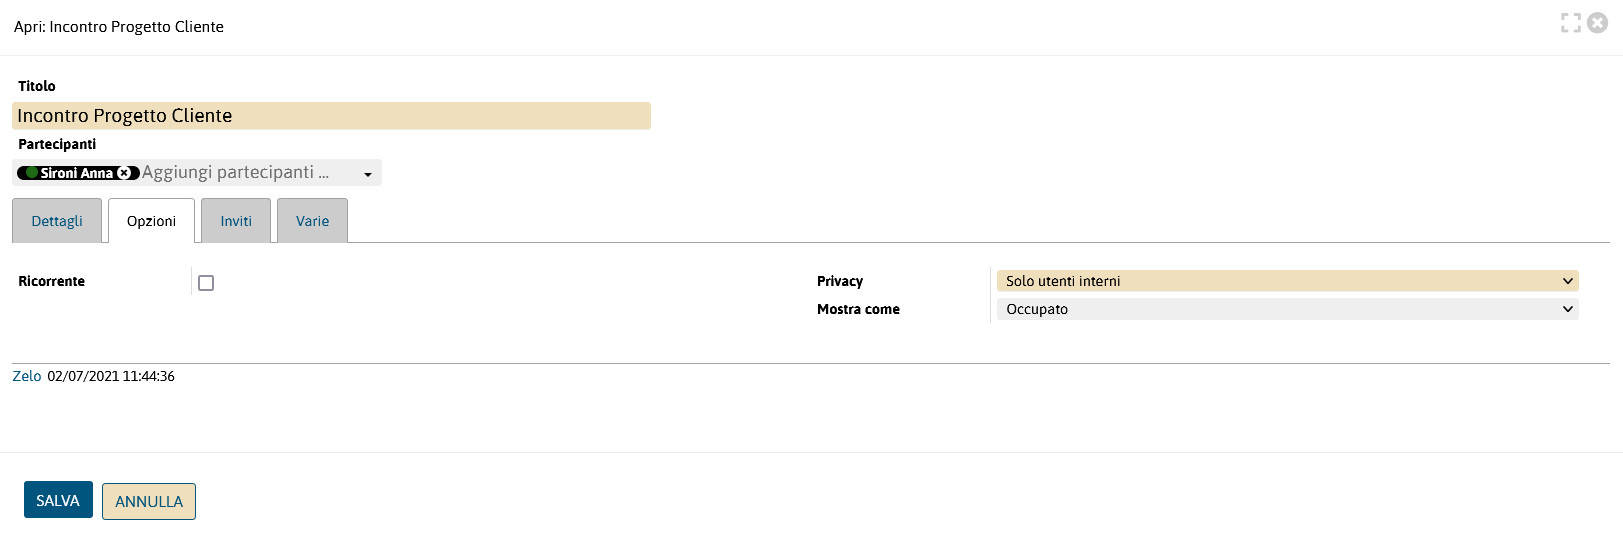 Apri: Incontro Progetto Cliente
Titolo
Incontro Progetto Cliente
Partecipanti
Sironi Anna Aggiungi partecipanti ...
Dettagli Opzioni Inviti Varie
Ricorrente Privacy Solo utenti interni
Mostra come Occupato
Zelo 02/07/2021 11:44:36
SALVA ANNULLA